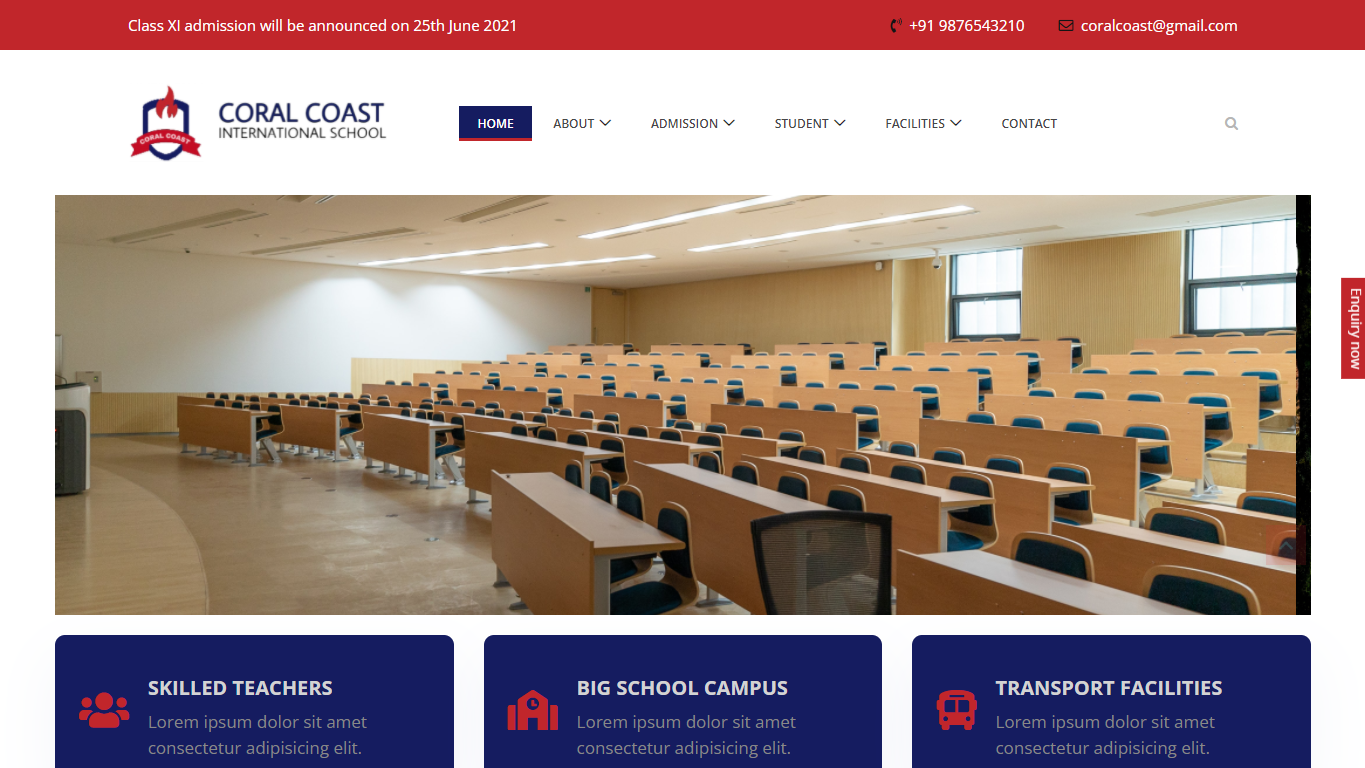 Class XI admission will be announced on 25th June 2021
+91 9876543210
coralcoast@gmail.com
CORAL COAST
CORAL COAST
INTERNATIONAL SCHOOL
HOME
ABOUT
ADMISSION
STUDENT
FACILITIES
CONTACT
Enquiry now
SKILLED TEACHERS
Lorem ipsum dolor sit amet
consectetur adipisicing elit.
BIG SCHOOL CAMPUS
Lorem ipsum dolor sit amet
consectetur adipisicing elit.
TRANSPORT FACILITIES
Lorem ipsum dolor sit amet
consectetur adipisicing elit.